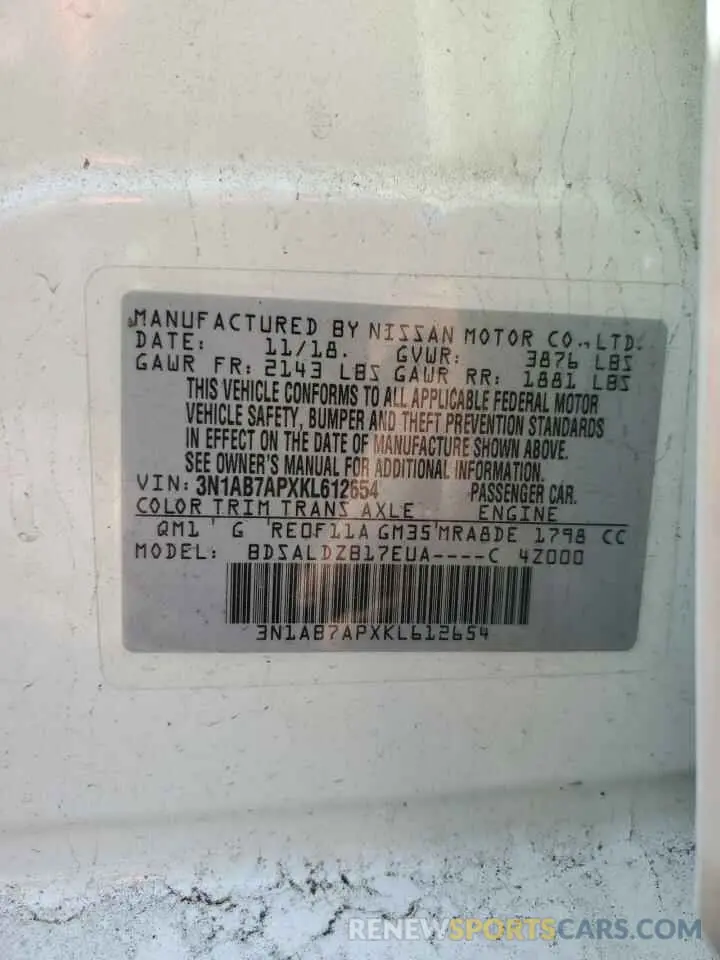 MANUFACTURED BY NISSAN MOTOR CO., LTD.
DATE: 11/18. GVWR: 3876 LBS
GAWR FR: 2143 LBS GAWR RR: 1881 LBS
THIS VEHICLE CONFORMS TO ALL APPLICABLE FEDERAL MOTOR
VEHICLE SAFETY, BUMPER AND THEFT PREVENTION STANDARDS
IN EFFECT ON THE DATE OF MANUFACTURE SHOWN ABOVE.
SEE OWNER'S MANUAL FOR ADDITIONAL INFORMATION.
VIN: 3N1AB7APXKL612654 PASSENGER CAR.
COLOR TRIM TRANS AXLE ENGINE
QM1 G RE0F11A GM35 MRA8DE 1798 CC
MODEL: BDSALDZB17EUA----C 4Z000
3N1AB7APXKL612654
RENEWSPORTSCARS.COM